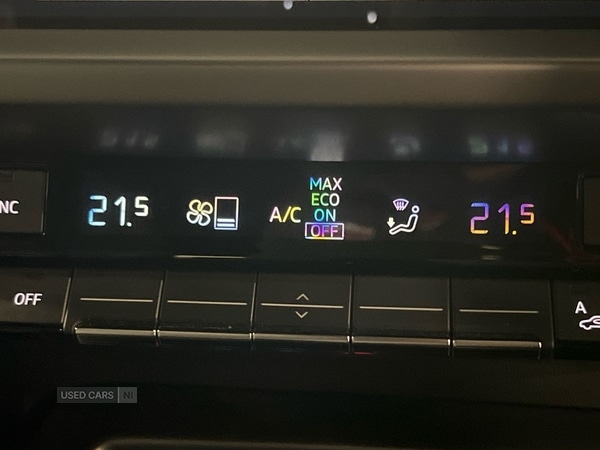 NC
21.5
A/C
MAX
ECO
ON
OFF
21.5
OFF
A
USED CARS NI